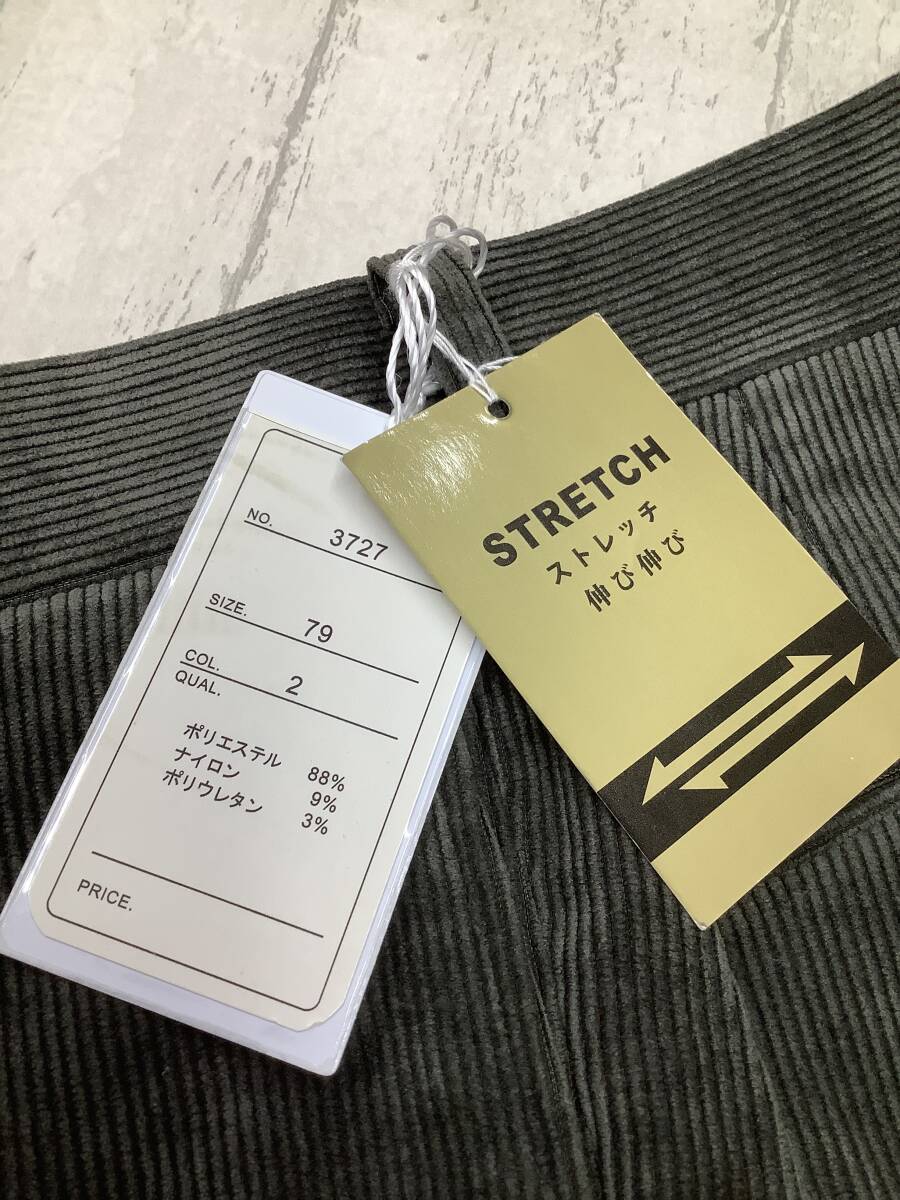 NO. 3727
SIZE. 79
COL. 2
QUAL.
ポリエステル 88%
ナイロン 9%
ポリウレタン 3%
PRICE.
STRETCH
ストレッチ
伸び伸び